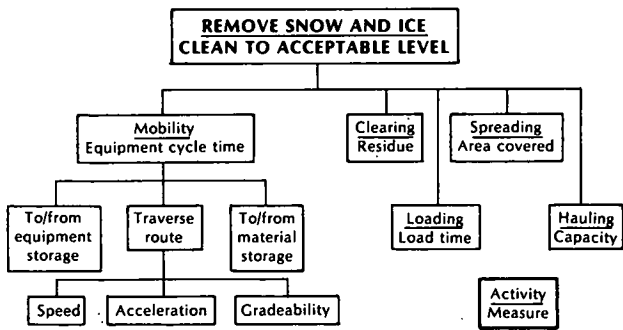 REMOVE SNOW AND ICE
CLEAN TO ACCEPTABLE LEVEL
Mobility
Equipment cycle time
Clearing
Residue
Spreading
Area covered
To/from
equipment
storage
Traverse
route
To/from
material
storage
Loading
Load time
Hauling
Capacity
Speed
Acceleration
Gradeability
Activity
Measure